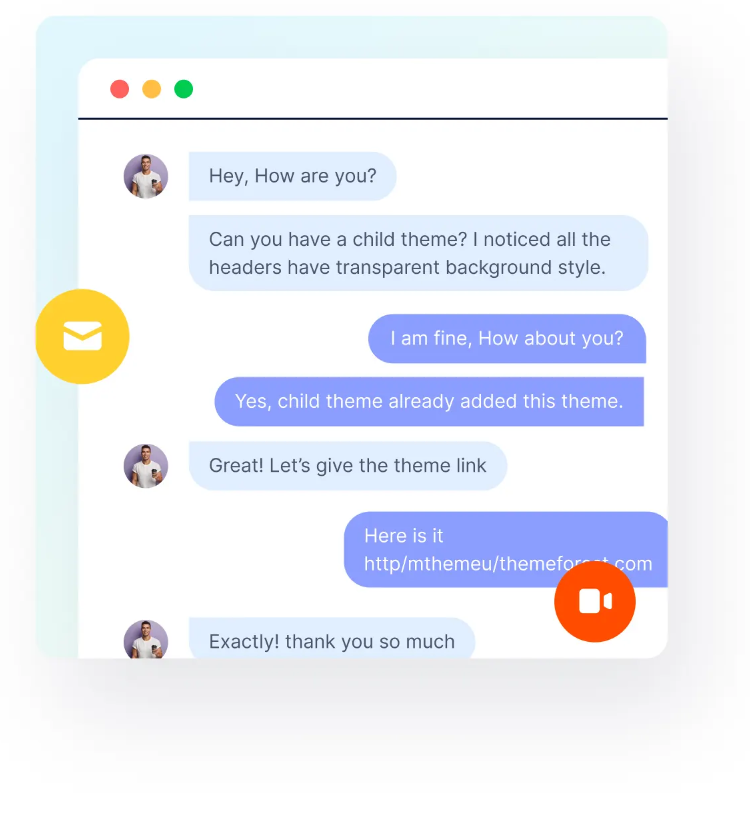 Hey, How are you?
Can you have a child theme? I noticed all the
headers have transparent background style.
I am fine, How about you?
Yes, child theme already added this theme.
Great! Let’s give the theme link
Here is it
http/mthemeu/themeforest.com
Exactly! thank you so much